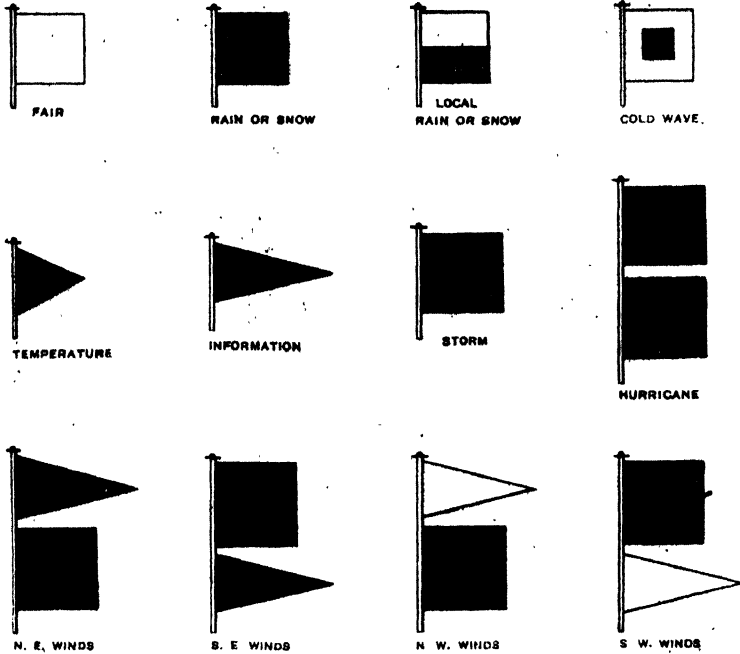 FAIR
RAIN OR SNOW
LOCAL
RAIN OR SNOW
COLD WAVE.
TEMPERATURE
INFORMATION
STORM
HURRICANE
N. E. WINDS
S. E WINDS
N W. WINDS
S W. WINDS